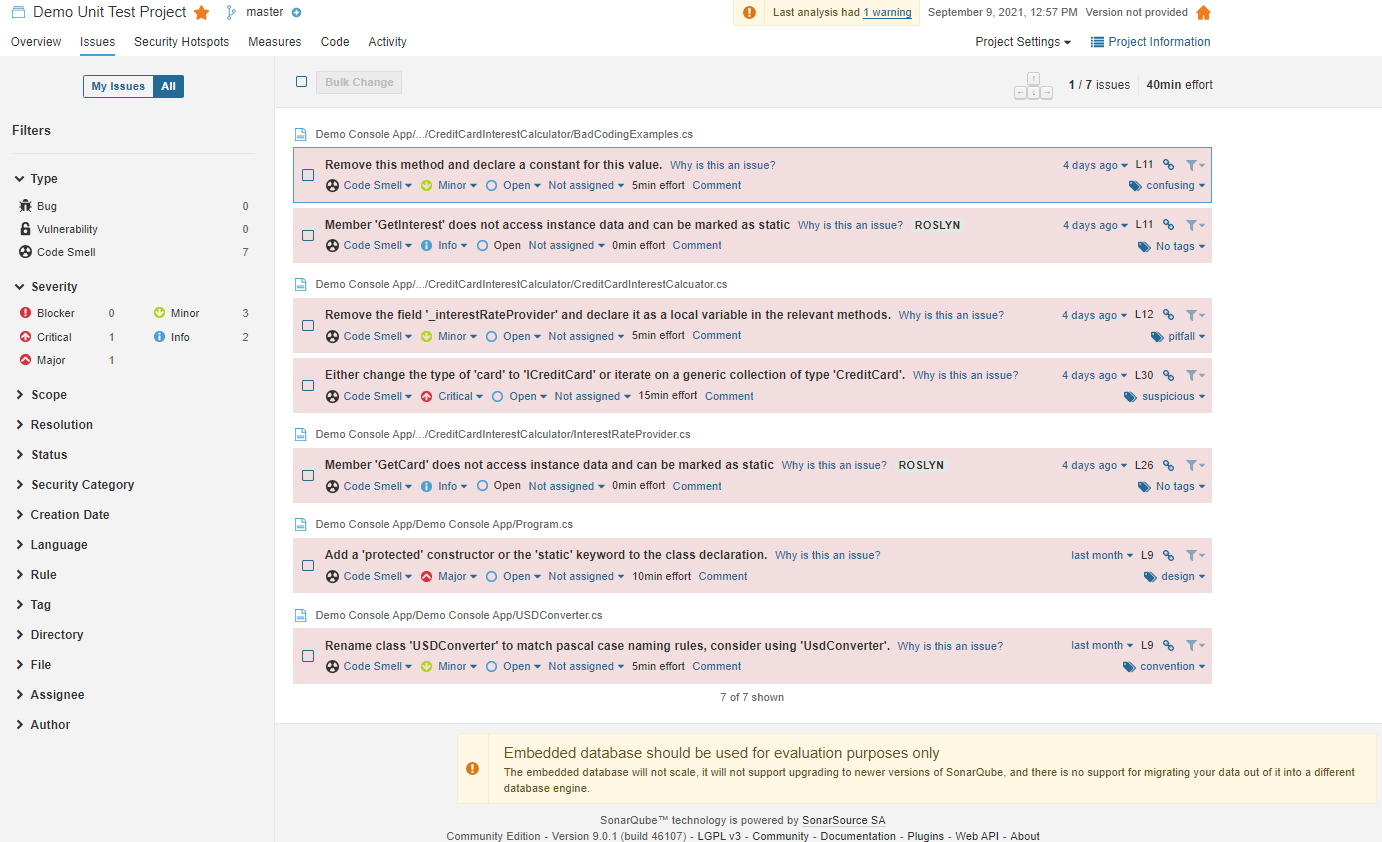 Demo Unit Test Project master Last analysis had 1 warning September 9, 2021, 12:57 PM Version not provided
Overview Issues Security Hotspots Measures Code Activity Project Settings Project Information
My Issues All
Bulk Change 1 / 7 issues 40min effort
Filters
Type
Bug 0
Vulnerability 0
Code Smell 7
Severity
Blocker 0 Minor 3
Critical 1 Info 2
Major 1
Scope
Resolution
Status
Security Category
Creation Date
Language
Rule
Tag
Directory
File
Assignee
Author
Demo Console App/.../CreditCardInterestCalculator/BadCodingExamples.cs
Remove this method and declare a constant for this value. Why is this an issue? 4 days ago L11
Code Smell Minor Open Not assigned 5min effort Comment confusing
Member 'GetInterest' does not access instance data and can be marked as static Why is this an issue? ROSLYN 4 days ago L11
Code Smell Info Open Not assigned 0min effort Comment No tags
Demo Console App/.../CreditCardInterestCalculator/CreditCardInterestCalcuator.cs
Remove the field '_interestRateProvider' and declare it as a local variable in the relevant methods. Why is this an issue? 4 days ago L12
Code Smell Minor Open Not assigned 5min effort Comment pitfall
Either change the type of 'card' to 'ICreditCard' or iterate on a generic collection of type 'CreditCard'. Why is this an issue? 4 days ago L30
Code Smell Critical Open Not assigned 15min effort Comment suspicious
Demo Console App/.../CreditCardInterestCalculator/InterestRateProvider.cs
Member 'GetCard' does not access instance data and can be marked as static Why is this an issue? ROSLYN 4 days ago L26
Code Smell Info Open Not assigned 0min effort Comment No tags
Demo Console App/Demo Console App/Program.cs
Add a 'protected' constructor or the 'static' keyword to the class declaration. Why is this an issue? last month L9
Code Smell Major Open Not assigned 10min effort Comment design
Demo Console App/Demo Console App/USDConverter.cs
Rename class 'USDConverter' to match pascal case naming rules, consider using 'UsdConverter'. Why is this an issue? last month L9
Code Smell Minor Open Not assigned 5min effort Comment convention
7 of 7 shown
Embedded database should be used for evaluation purposes only
The embedded database will not scale, it will not support upgrading to newer versions of SonarQube, and there is no support for migrating your data out of it into a different
database engine.
SonarQube™ technology is powered by SonarSource SA
Community Edition - Version 9.0.1 (build 46107) - LGPL v3 - Community - Documentation - Plugins - Web API - About